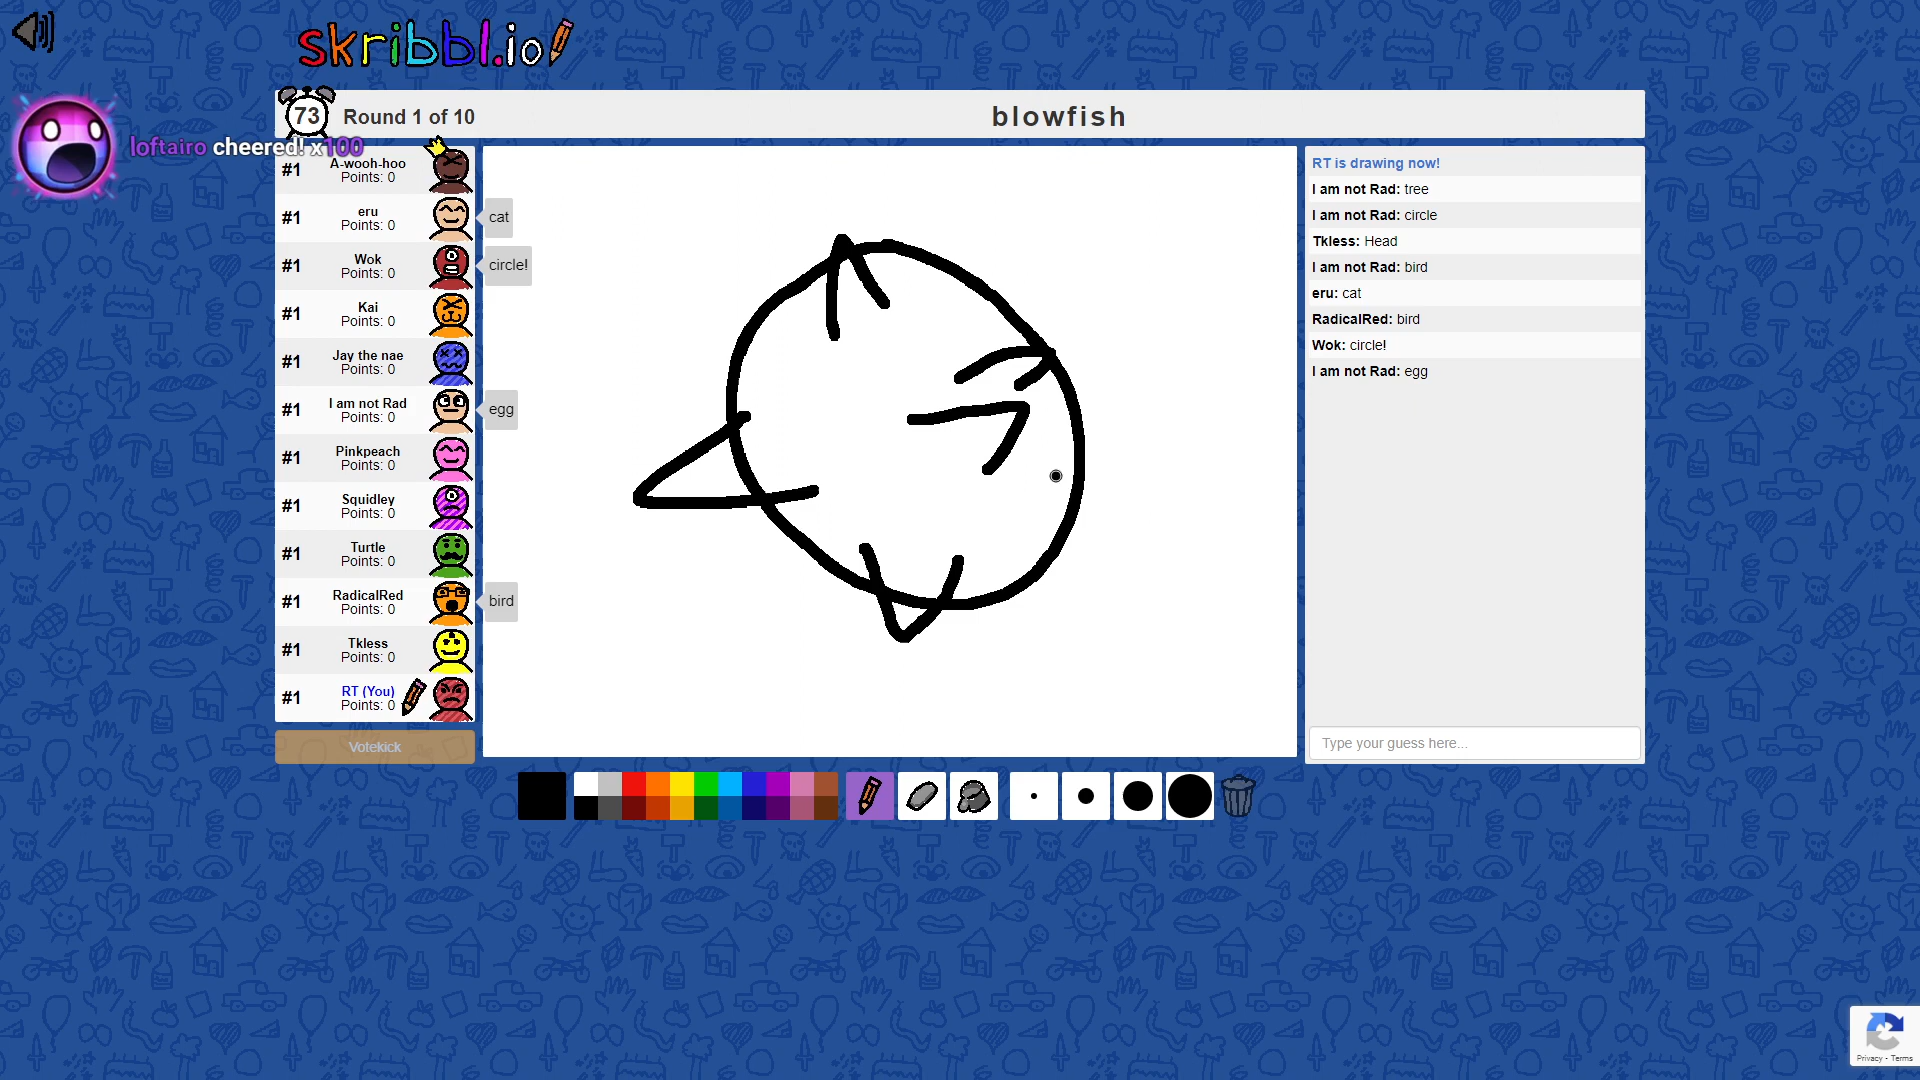 skribbl.io
73
Round 1 of 10
blowfish
loftairo cheered! x100
#1
A-wooh-hoo
Points: 0
#1
eru
Points: 0
cat
#1
Wok
Points: 0
circle!
#1
Kai
Points: 0
#1
Jay the nae
Points: 0
#1
I am not Rad
Points: 0
egg
#1
Pinkpeach
Points: 0
#1
Squidley
Points: 0
#1
Turtle
Points: 0
#1
RadicalRed
Points: 0
bird
#1
Tkless
Points: 0
#1
RT (You)
Points: 0
Votekick
RT is drawing now!
I am not Rad: tree
I am not Rad: circle
Tkless: Head
I am not Rad: bird
eru: cat
RadicalRed: bird
Wok: circle!
I am not Rad: egg
Type your guess here...
Privacy - Terms